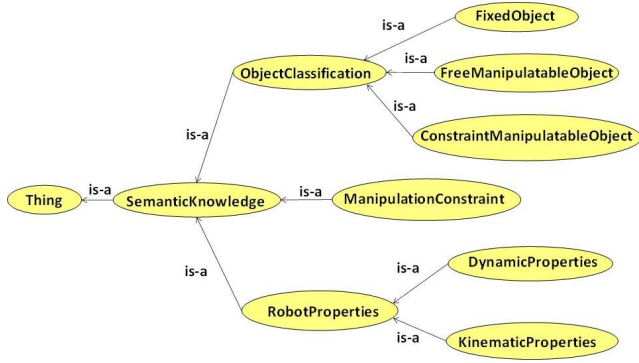 FixedObject
is-a
is-a
ObjectClassification
FreeManipulatableObject
is-a
is-a
ConstraintManipulatableObject
is-a
is-a
Thing
SemanticKnowledge
ManipulationConstraint
is-a
is-a
DynamicProperties
RobotProperties
is-a
KinematicProperties